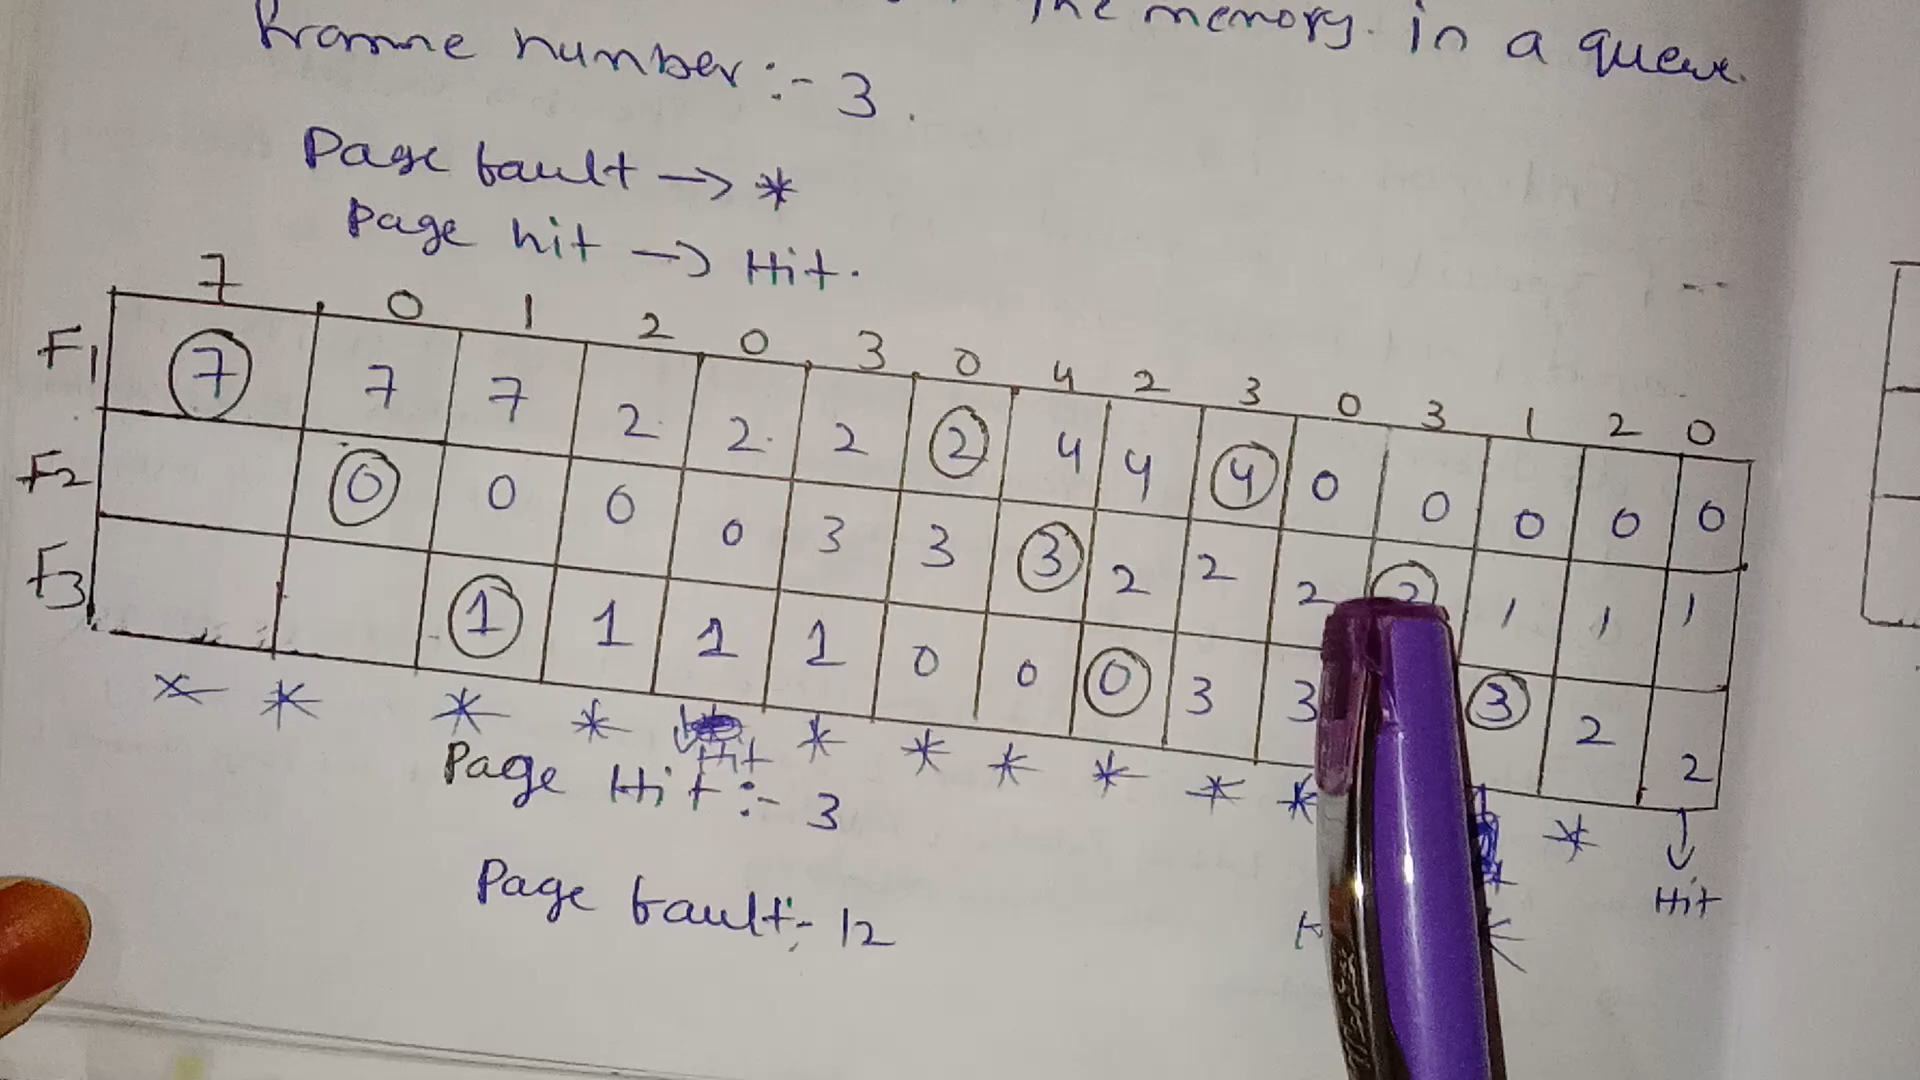 the memory. in a queue.
Framne number :- 3.
Page fault → *
Page hit → Hit.
7 0 1 2 0 3 0 4 2 3 0 3 1 2 0
F1 7 7 7 2 2 2 2 4 4 4 0 0 0 0 0
F2 0 0 0 0 3 3 3 2 2 2 2 1 1 1
F3 1 1 1 1 0 0 0 3 3 3 2 2
* * * * Hit * * * * * * * Hit
Page Hit :- 3
Page fault :- 12